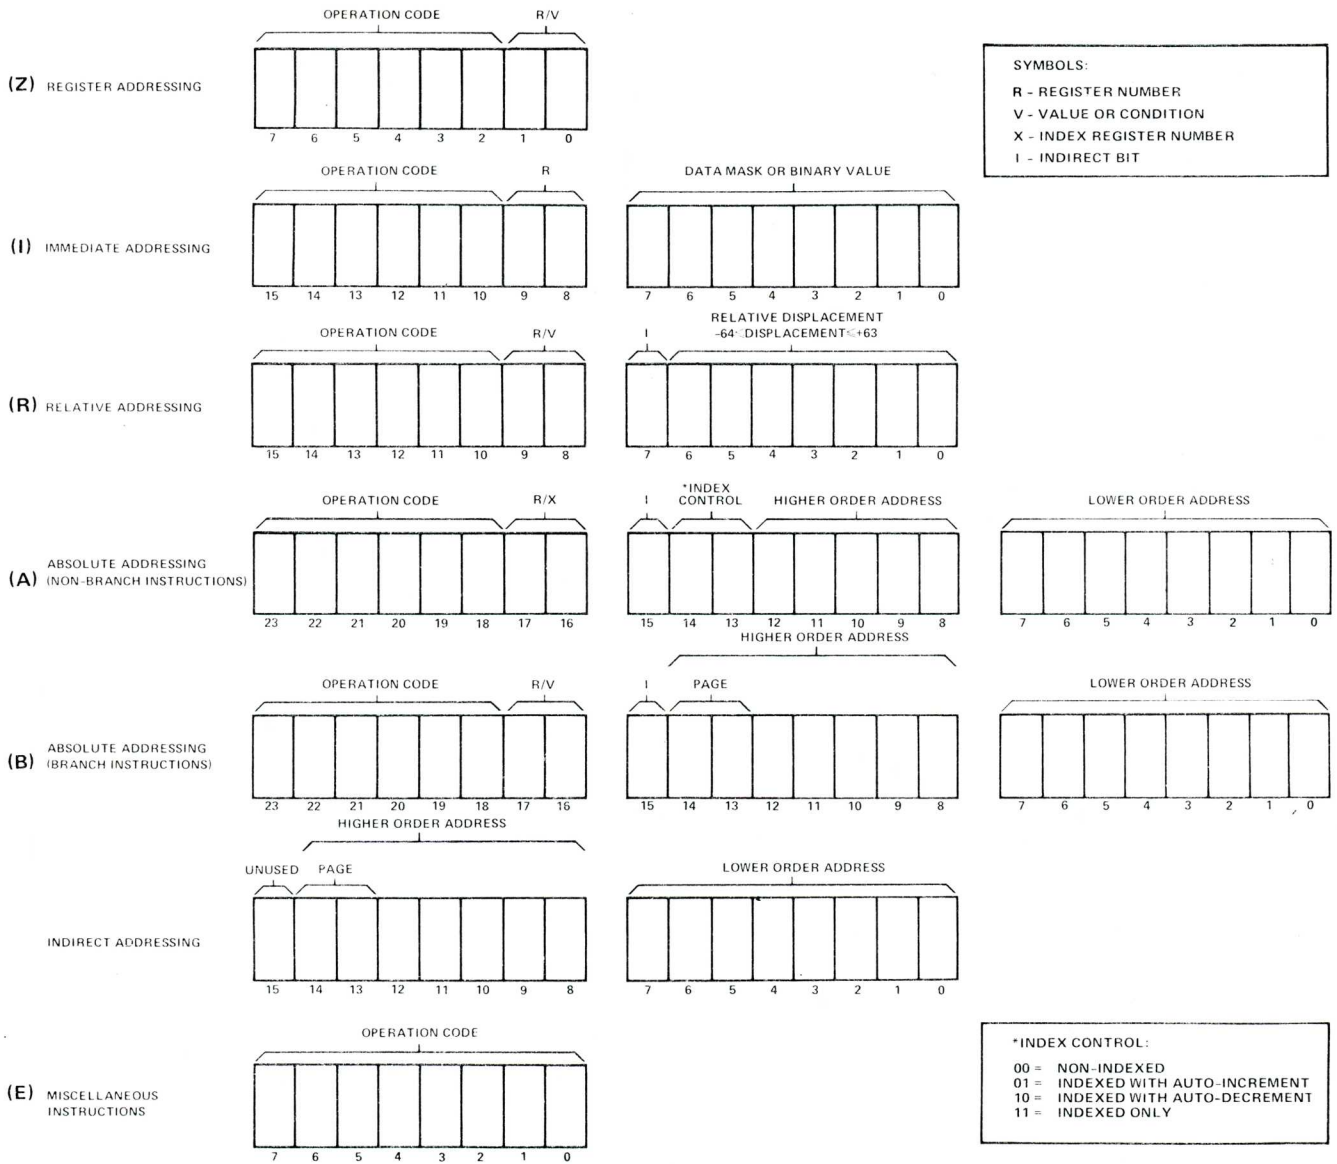 OPERATION CODE R/V
(Z) REGISTER ADDRESSING
7 6 5 4 3 2 1 0
SYMBOLS:
R - REGISTER NUMBER
V - VALUE OR CONDITION
X - INDEX REGISTER NUMBER
I - INDIRECT BIT
OPERATION CODE R DATA MASK OR BINARY VALUE
(I) IMMEDIATE ADDRESSING
15 14 13 12 11 10 9 8 7 6 5 4 3 2 1 0
RELATIVE DISPLACEMENT
OPERATION CODE R/V I -64≤DISPLACEMENT≤+63
(R) RELATIVE ADDRESSING
15 14 13 12 11 10 9 8 7 6 5 4 3 2 1 0
*INDEX
OPERATION CODE R/X I CONTROL HIGHER ORDER ADDRESS LOWER ORDER ADDRESS
(A) ABSOLUTE ADDRESSING
(NON-BRANCH INSTRUCTIONS)
23 22 21 20 19 18 17 16 15 14 13 12 11 10 9 8 7 6 5 4 3 2 1 0
HIGHER ORDER ADDRESS
OPERATION CODE R/V I PAGE LOWER ORDER ADDRESS
(B) ABSOLUTE ADDRESSING
(BRANCH INSTRUCTIONS)
23 22 21 20 19 18 17 16 15 14 13 12 11 10 9 8 7 6 5 4 3 2 1 0
HIGHER ORDER ADDRESS
UNUSED PAGE LOWER ORDER ADDRESS
INDIRECT ADDRESSING
15 14 13 12 11 10 9 8 7 6 5 4 3 2 1 0
OPERATION CODE
(E) MISCELLANEOUS
INSTRUCTIONS
7 6 5 4 3 2 1 0
*INDEX CONTROL:
00 = NON-INDEXED
01 = INDEXED WITH AUTO-INCREMENT
10 = INDEXED WITH AUTO-DECREMENT
11 = INDEXED ONLY